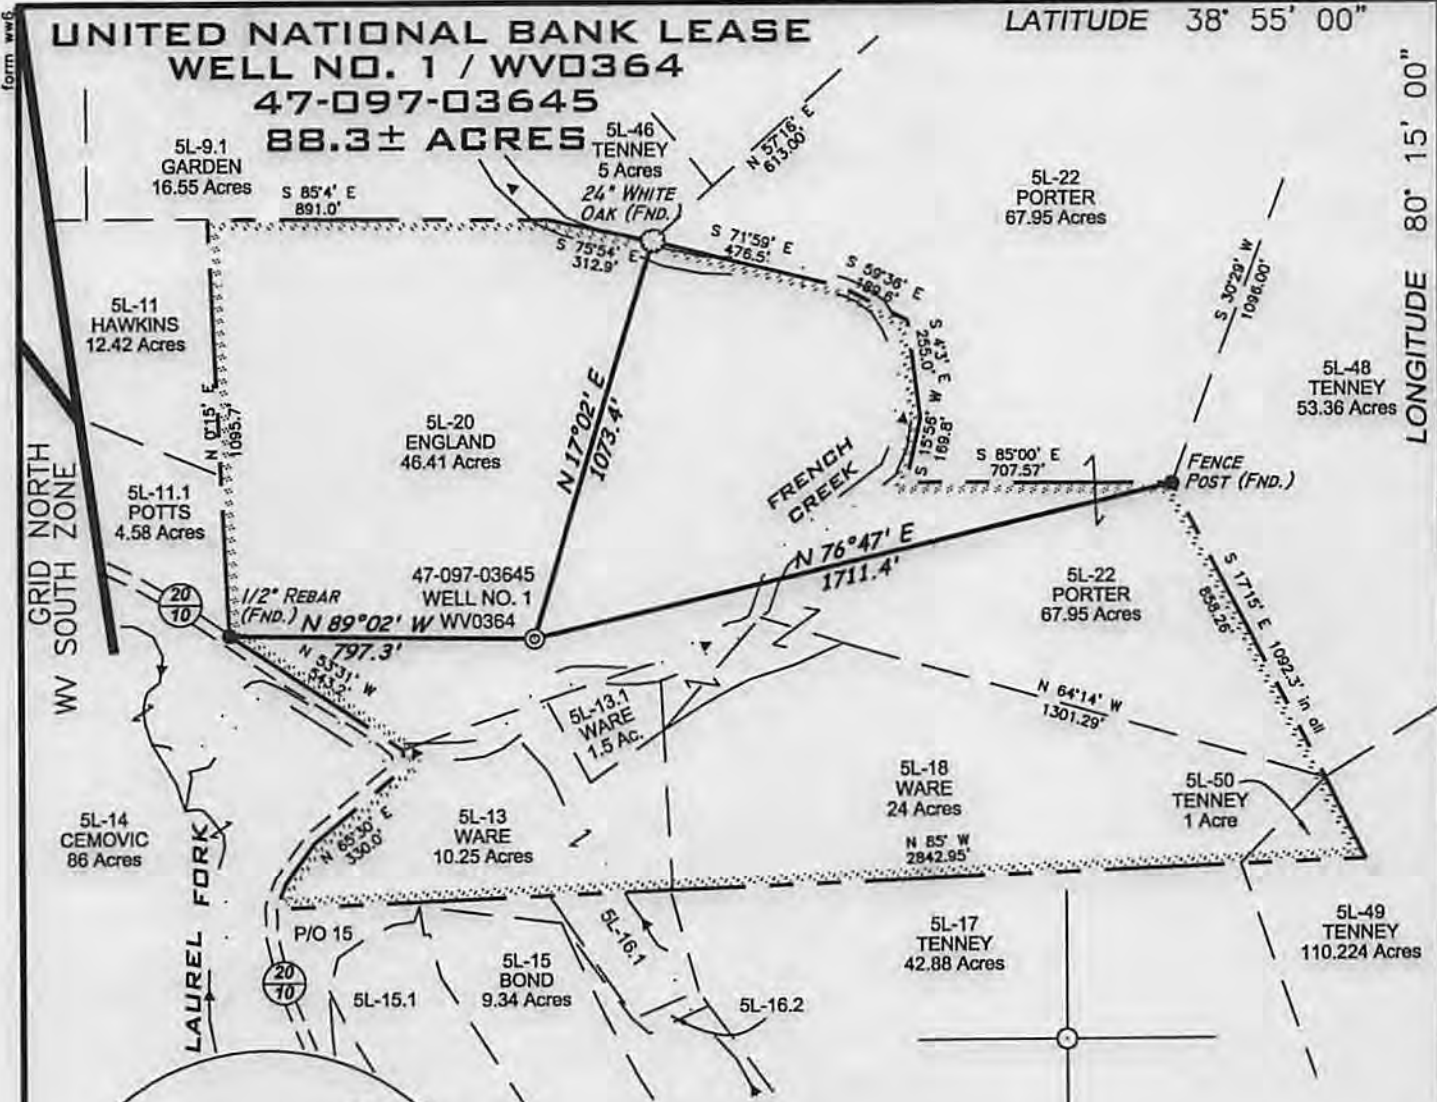 form ww6
UNITED NATIONAL BANK LEASE
WELL NO. 1 / WV0364
47-097-03645
88.3± ACRES
LATITUDE 38° 55' 00"
LONGITUDE 80° 15' 00"
5L-9.1
GARDEN
16.55 Acres
S 85°4' E
891.0'
5L-46
TENNEY
5 Acres
24" WHITE
OAK (FND.)
N 57°16' E
613.00'
5L-22
PORTER
67.95 Acres
S 75°54' E
312.9'
S 71°59' E
476.5'
S 59°36' E
189.6'
S 4°3' E
255.0'
S 15°56' W
169.8'
S 30°29' W
1096.00'
5L-11
HAWKINS
12.42 Acres
N 0°15' E
1095.7'
5L-20
ENGLAND
46.41 Acres
N 17°02' E
1073.4'
5L-48
TENNEY
53.36 Acres
FRENCH
CREEK
S 85°00' E
707.57'
FENCE
POST (FND.)
GRID NORTH
WV SOUTH ZONE
5L-11.1
POTTS
4.58 Acres
20
10
1/2" REBAR
(FND.)
N 89°02' W
797.3'
47-097-03645
WELL NO. 1
WV0364
N 76°47' E
1711.4'
5L-22
PORTER
67.95 Acres
S 17°15' E 1092.3' in all
858.26'
N 53°31' W
543.2'
5L-13.1
WARE
1.5 Ac.
N 64°14' W
1301.29'
5L-14
CEMOVIC
86 Acres
LAUREL FORK
N 65°30' E
330.0'
5L-13
WARE
10.25 Acres
5L-18
WARE
24 Acres
N 85° W
2842.95'
5L-50
TENNEY
1 Acre
P/O 15
20
10
5L-15.1
5L-15
BOND
9.34 Acres
5L-16.1
5L-16.2
5L-17
TENNEY
42.88 Acres
5L-49
TENNEY
110.224 Acres